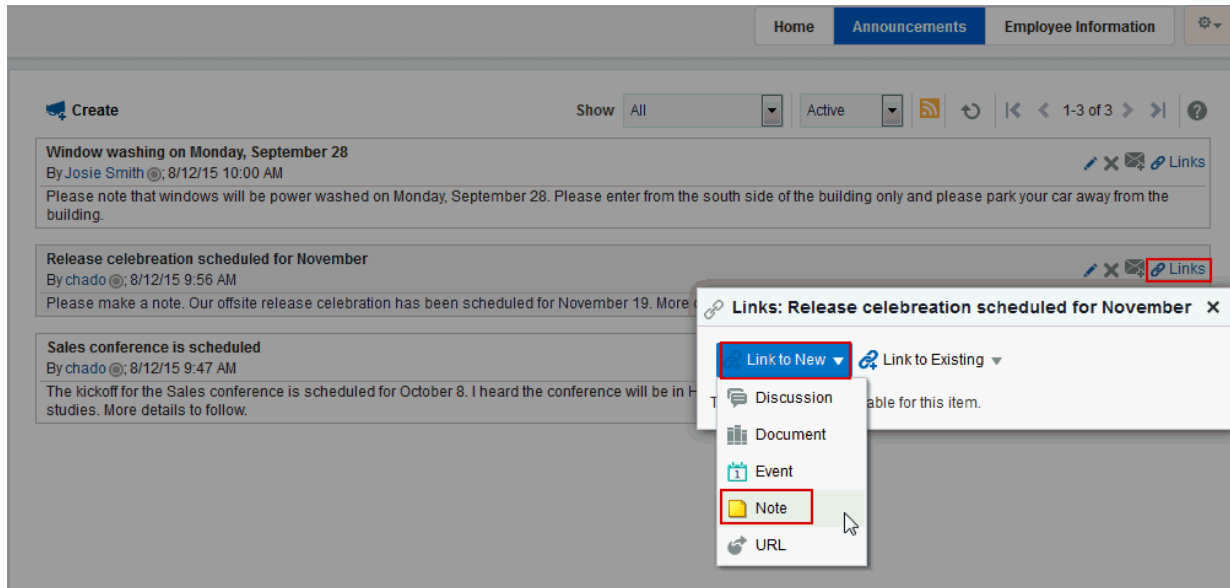 Home Announcements Employee Information
Create Show All Active 1-3 of 3
Window washing on Monday, September 28
By Josie Smith ; 8/12/15 10:00 AM
Links
Please note that windows will be power washed on Monday, September 28. Please enter from the south side of the building only and please park your car away from the
building.
Release celebreation scheduled for November
By chado ; 8/12/15 9:56 AM
Links
Please make a note. Our offsite release celebration has been scheduled for November 19. More
Links: Release celebreation scheduled for November
Sales conference is scheduled
By chado ; 8/12/15 9:47 AM
The kickoff for the Sales conference is scheduled for October 8. I heard the conference will be in H
studies. More details to follow.
Link to New Link to Existing
able for this item.
Discussion
Document
1 Event
Note
URL